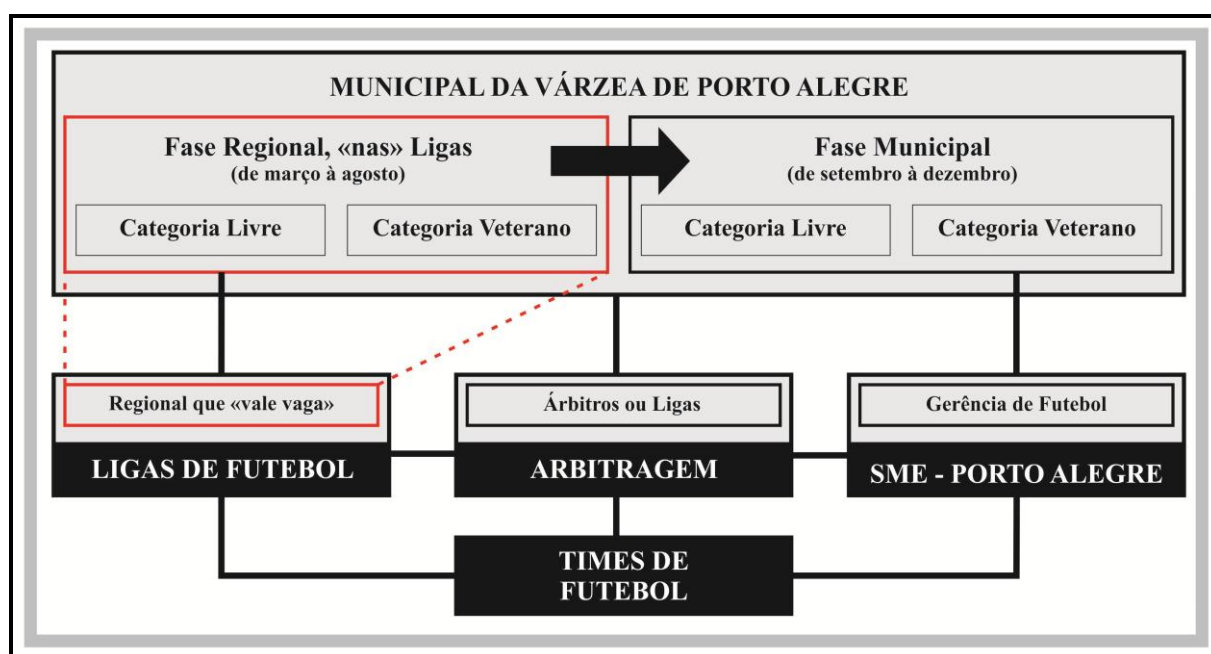 MUNICIPAL DA VÁRZEA DE PORTO ALEGRE
Fase Regional, «nas» Ligas
(de março à agosto)
Categoria Livre
Categoria Veterano
Fase Municipal
(de setembro à dezembro)
Categoria Livre
Categoria Veterano
Regional que «vale vaga»
LIGAS DE FUTEBOL
Árbitros ou Ligas
ARBITRAGEM
Gerência de Futebol
SME - PORTO ALEGRE
TIMES DE
FUTEBOL